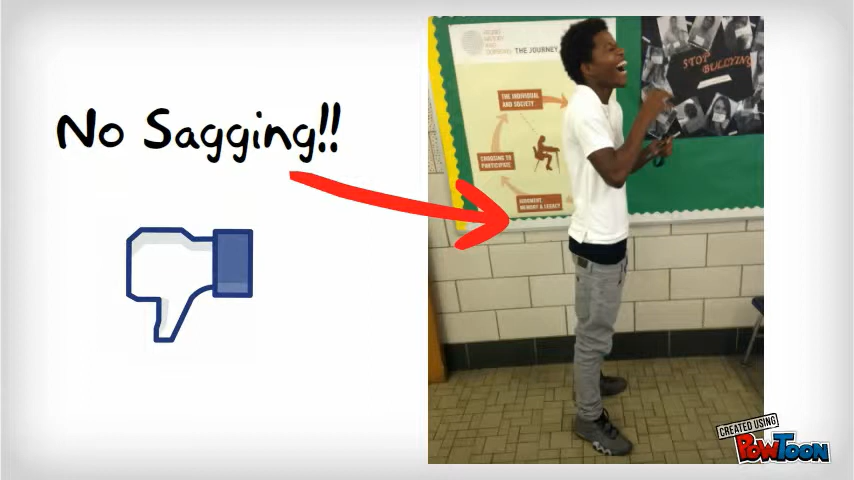 No Sagging!!
THE JOURNEY
THE INDIVIDUAL
AND SOCIETY
CHOOSING TO
PARTICIPATE
JUDGMENT,
MEMORY & LEGACY
STOP
BULLYING
CREATED USING
POWTOON